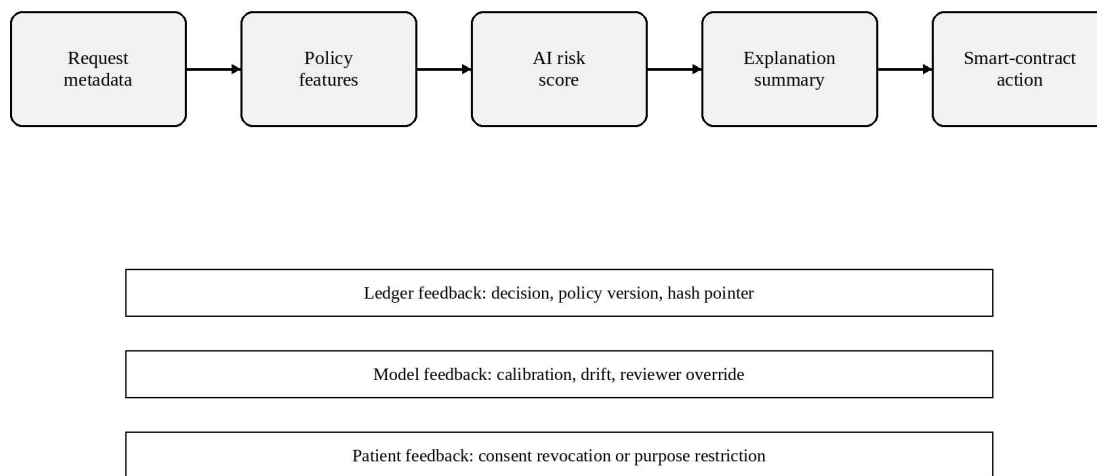 Request
metadata
Policy
features
AI risk
score
Explanation
summary
Smart-contract
action
Ledger feedback: decision, policy version, hash pointer
Model feedback: calibration, drift, reviewer override
Patient feedback: consent revocation or purpose restriction